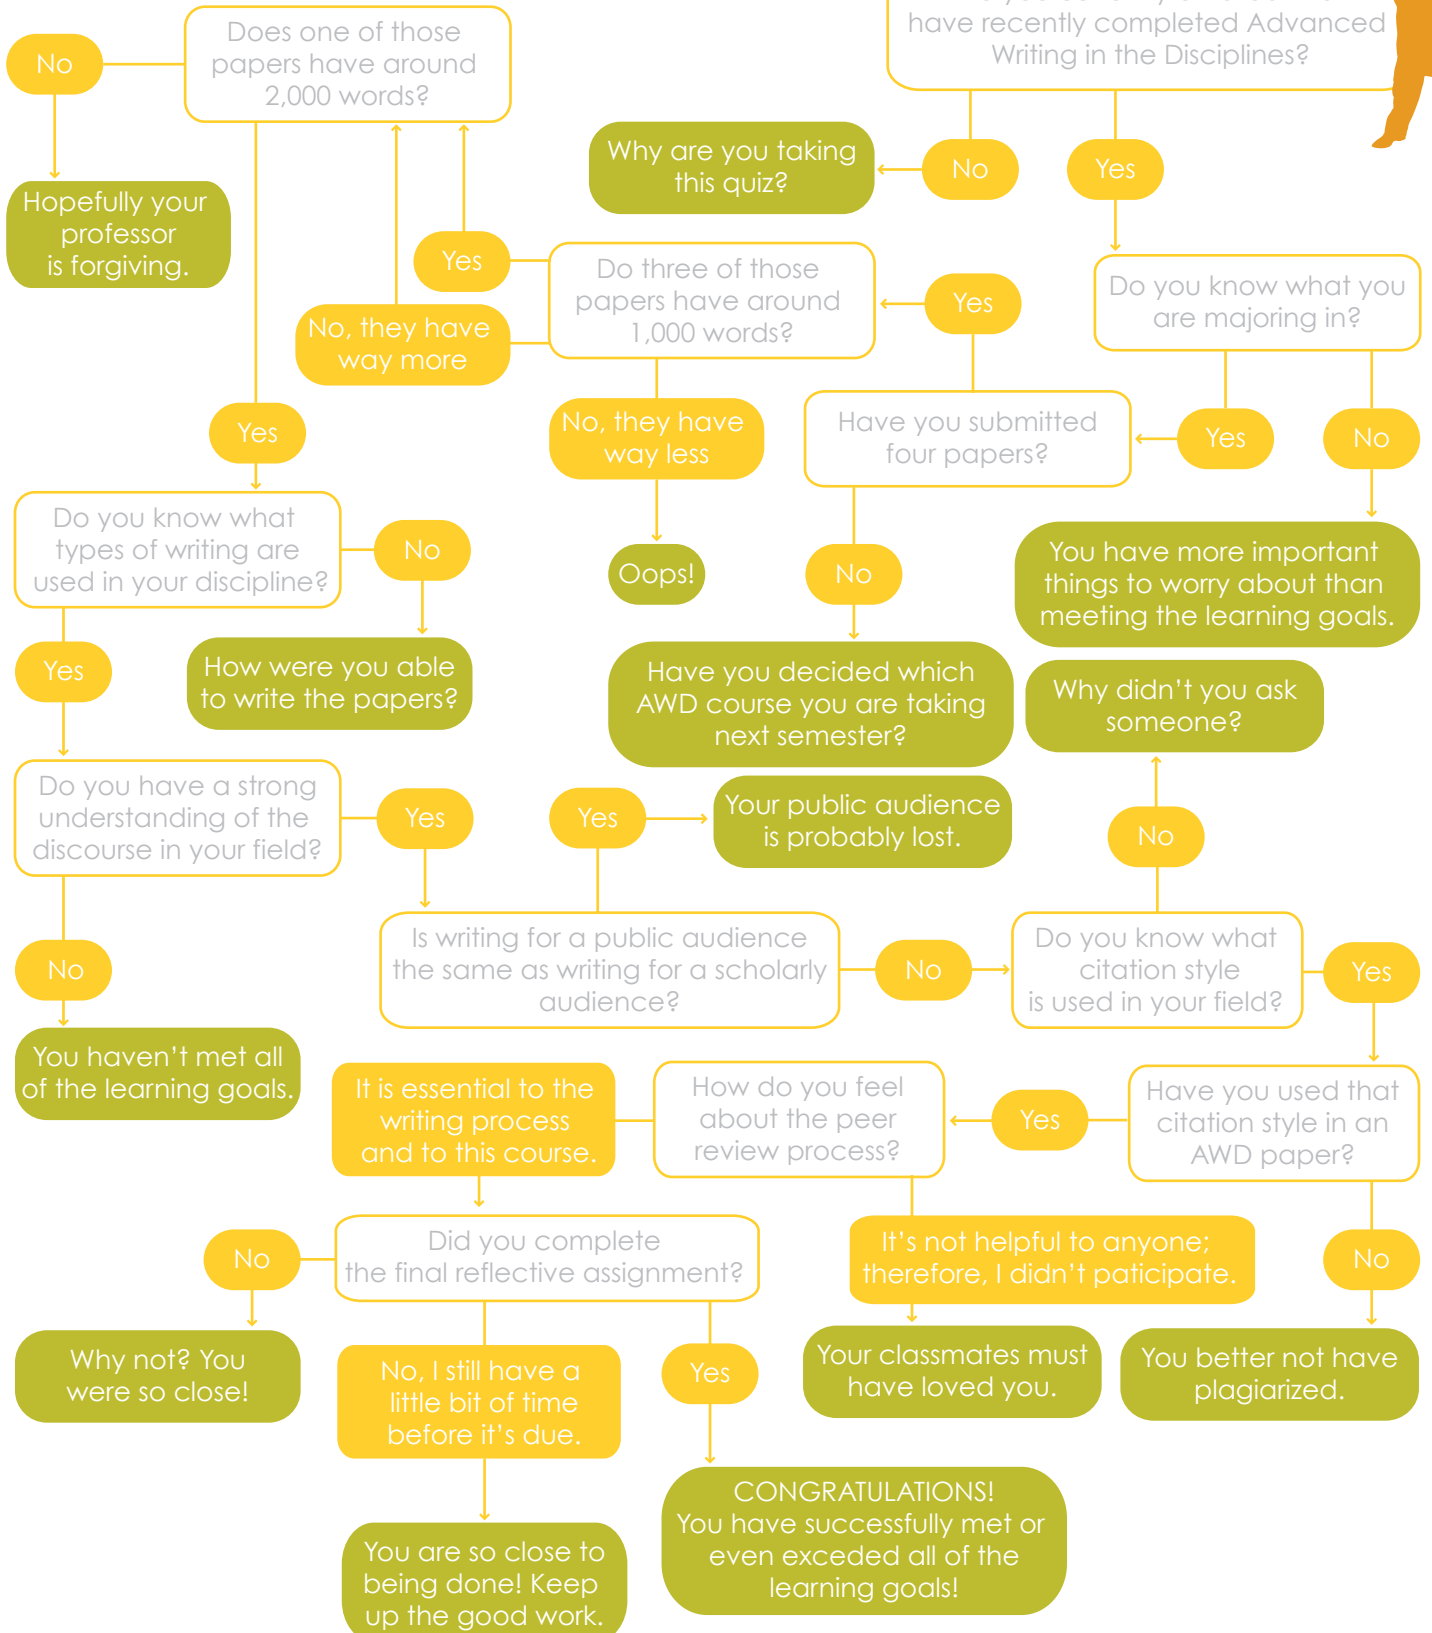 have recently completed Advanced
Writing in the Disciplines?
No
Yes
Why are you taking
this quiz?
Do you know what you
are majoring in?
Yes
No
You have more important
things to worry about than
meeting the learning goals.
Have you submitted
four papers?
Yes
No
Have you decided which
AWD course you are taking
next semester?
Do three of those
papers have around
1,000 words?
Yes
No, they have
way more
No, they have
way less
Oops!
Does one of those
papers have around
2,000 words?
No
Hopefully your
professor
is forgiving.
Yes
Do you know what
types of writing are
used in your discipline?
No
How were you able
to write the papers?
Yes
Do you have a strong
understanding of the
discourse in your field?
No
You haven't met all
of the learning goals.
Yes
Is writing for a public audience
the same as writing for a scholarly
audience?
Yes
Your public audience
is probably lost.
No
Do you know what
citation style
is used in your field?
No
Why didn't you ask
someone?
Yes
Have you used that
citation style in an
AWD paper?
No
You better not have
plagiarized.
Yes
How do you feel
about the peer
review process?
It's not helpful to anyone;
therefore, I didn't paticipate.
Your classmates must
have loved you.
It is essential to the
writing process
and to this course.
Did you complete
the final reflective assignment?
No
Why not? You
were so close!
No, I still have a
little bit of time
before it's due.
You are so close to
being done! Keep
up the good work.
Yes
CONGRATULATIONS!
You have successfully met or
even exceded all of the
learning goals!